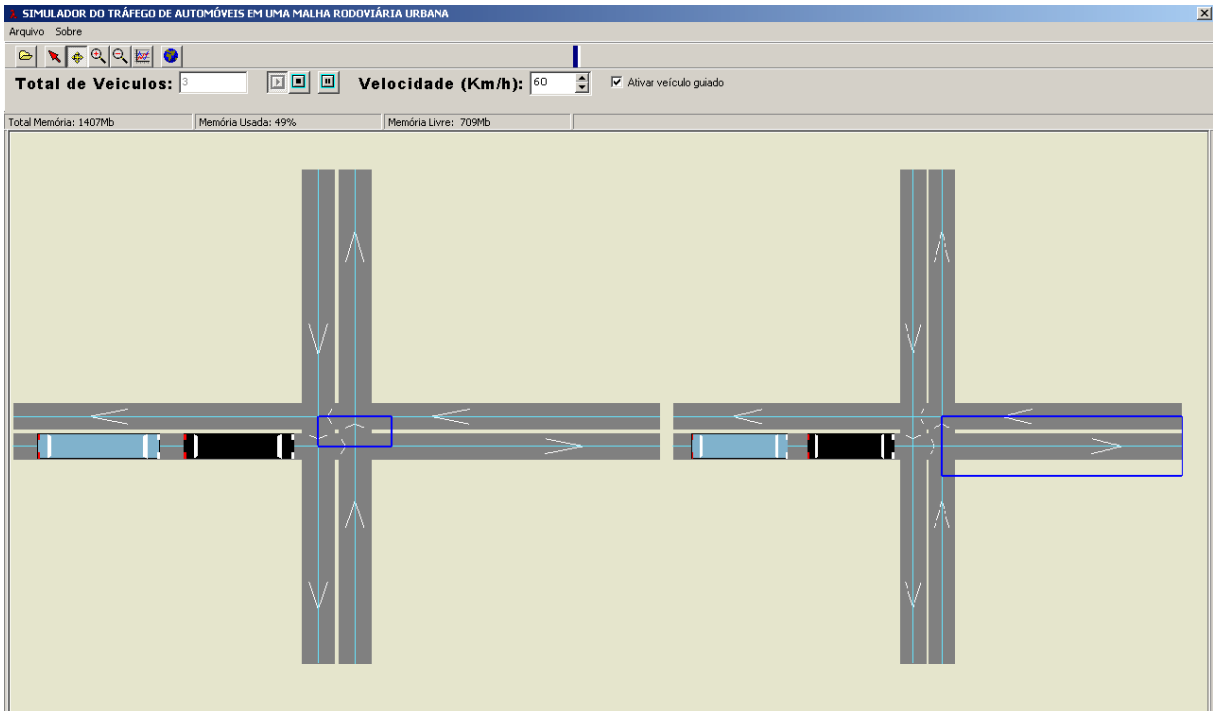 SIMULADOR DO TRÁFEGO DE AUTOMÓVEIS EM UMA MALHA RODOVIÁRIA URBANA
Arquivo Sobre
Total de Veiculos: 3 Velocidade (Km/h): 60 Ativar veículo guiado
Total Memória: 1407Mb Memória Usada: 49% Memória Livre: 709Mb